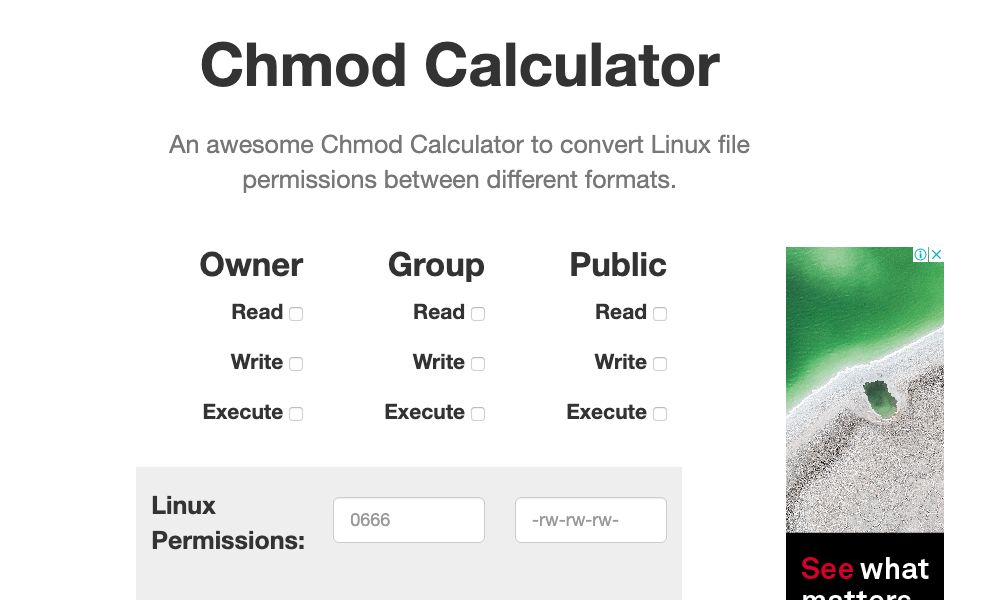 Chmod Calculator
An awesome Chmod Calculator to convert Linux file
permissions between different formats.
Owner Group Public
Read Read Read
Write Write Write
Execute Execute Execute
Linux
Permissions:
0666 -rw-rw-rw-
See what
matters